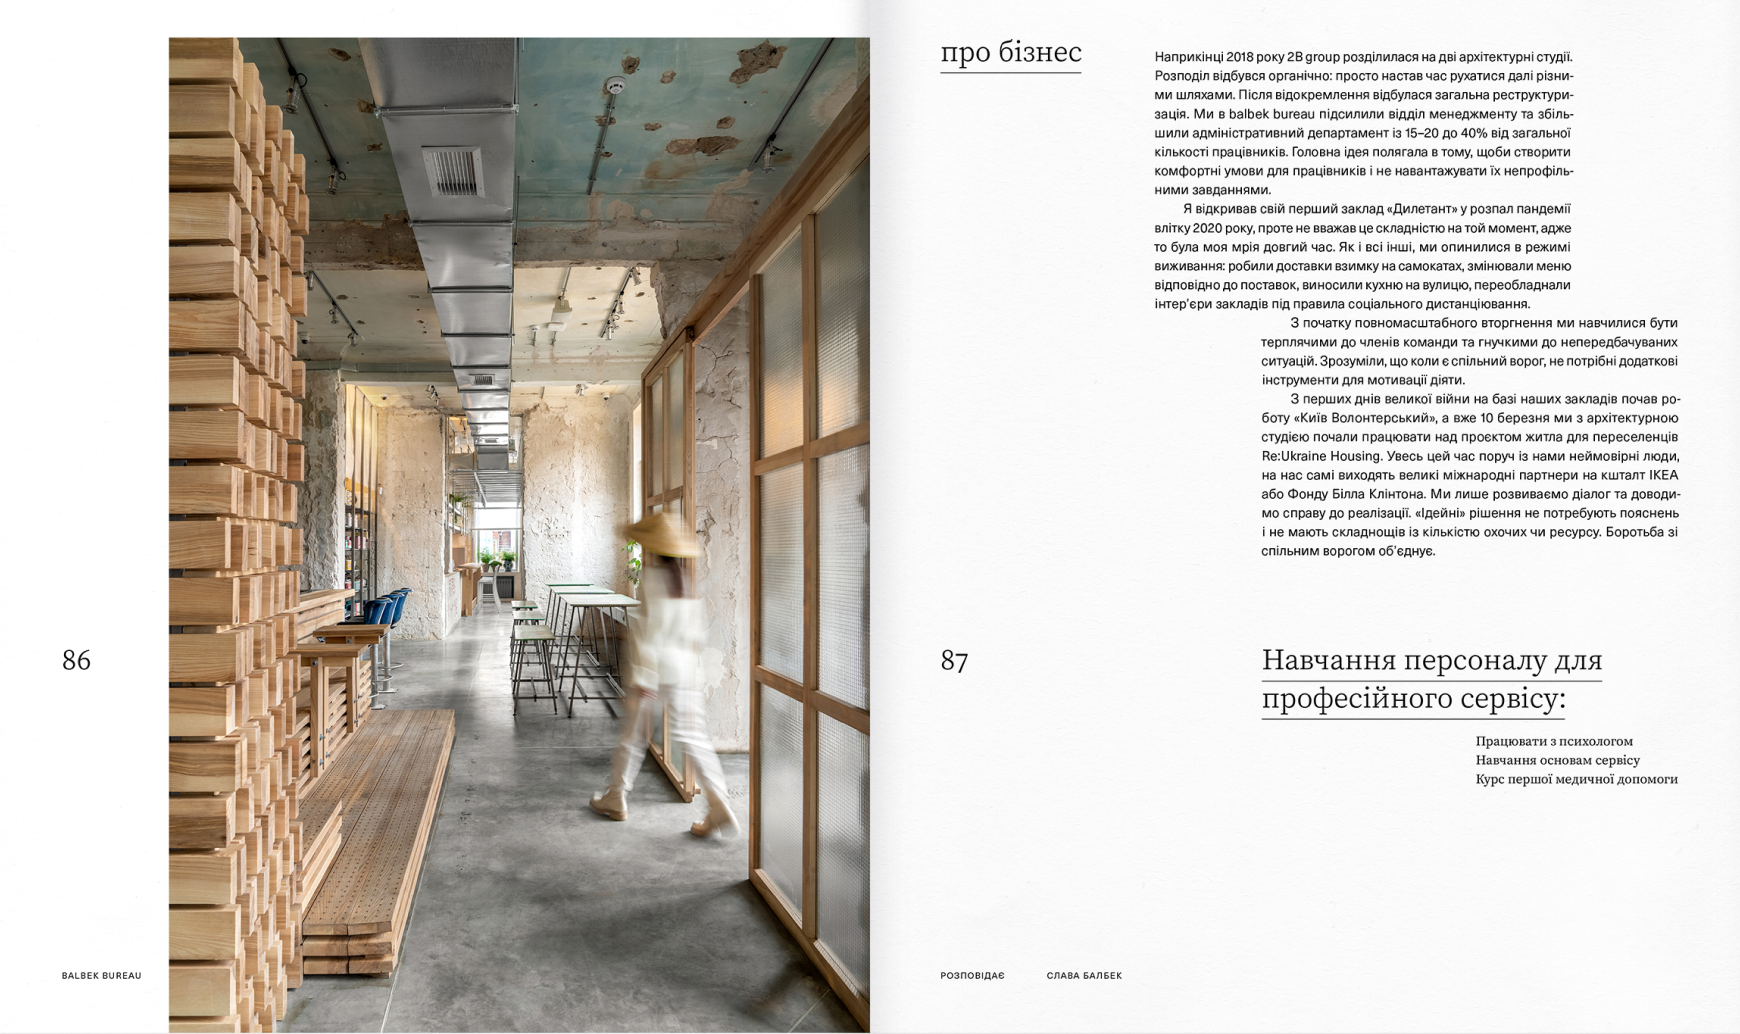 86
BALBEK BUREAU
про бізнес
Наприкінці 2018 року 2B group розділилася на дві архітектурні студії.
Розподіл відбувся органічно: просто настав час рухатися далі різни-
ми шляхами. Після відокремлення відбулася загальна реструктури-
зація. Ми в balbek bureau підсилили відділ менеджменту та збіль-
шили адміністративний департамент із 15–20 до 40% від загальної
кількості працівників. Головна ідея полягала в тому, щоби створити
комфортні умови для працівників і не навантажувати їх непрофіль-
ними завданнями.
Я відкривав свій перший заклад «Дилетант» у розпал пандемії
влітку 2020 року, проте не вважав це складністю на той момент, адже
то була моя мрія довгий час. Як і всі інші, ми опинилися в режимі
виживання: робили доставки взимку на самокатах, змінювали меню
відповідно до поставок, виносили кухню на вулицю, переобладнали
інтер'єри закладів під правила соціального дистанціювання.
З початку повномасштабного вторгнення ми навчилися бути
терплячими до членів команди та гнучкими до непередбачуваних
ситуацій. Зрозуміли, що коли є спільний ворог, не потрібні додаткові
інструменти для мотивації діяти.
З перших днів великої війни на базі наших закладів почав ро-
боту «Київ Волонтерський», а вже 10 березня ми з архітектурною
студією почали працювати над проєктом житла для переселенців
Re:Ukraine Housing. Увесь цей час поруч із нами неймовірні люди,
на нас самі виходять великі міжнародні партнери на кшталт IKEA
або Фонду Білла Клінтона. Ми лише розвиваємо діалог та доводи-
мо справу до реалізації. «Ідейні» рішення не потребують пояснень
і не мають складнощів із кількістю охочих чи ресурсу. Боротьба зі
спільним ворогом об'єднує.
87
Навчання персоналу для
професійного сервісу:
Працювати з психологом
Навчання основам сервісу
Курс першої медичної допомоги
РОЗПОВІДАЄ СЛАВА БАЛБЕК